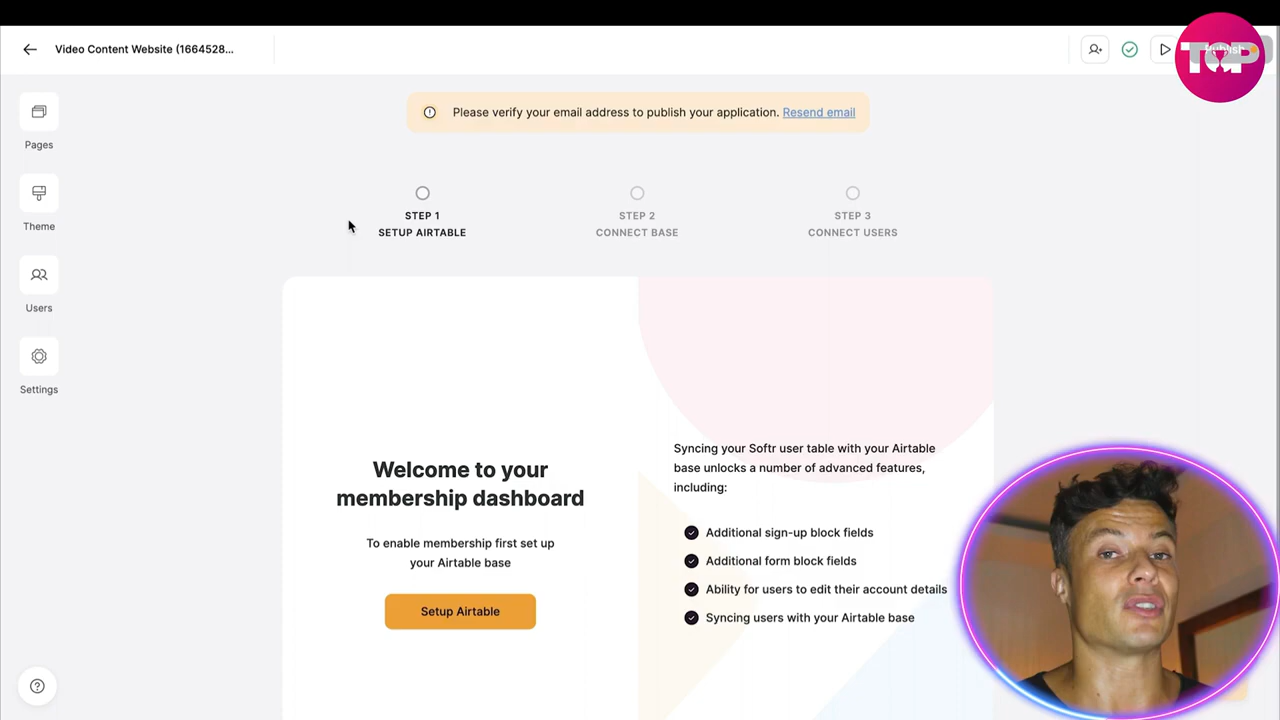 Video Content Website (1664528...
Publish
TOP
Please verify your email address to publish your application. Resend email
Pages
Theme
Users
Settings
STEP 1
SETUP AIRTABLE
STEP 2
CONNECT BASE
STEP 3
CONNECT USERS
Welcome to your
membership dashboard
To enable membership first set up
your Airtable base
Setup Airtable
Syncing your Softr user table with your Airtable
base unlocks a number of advanced features,
including:
Additional sign-up block fields
Additional form block fields
Ability for users to edit their account details
Syncing users with your Airtable base